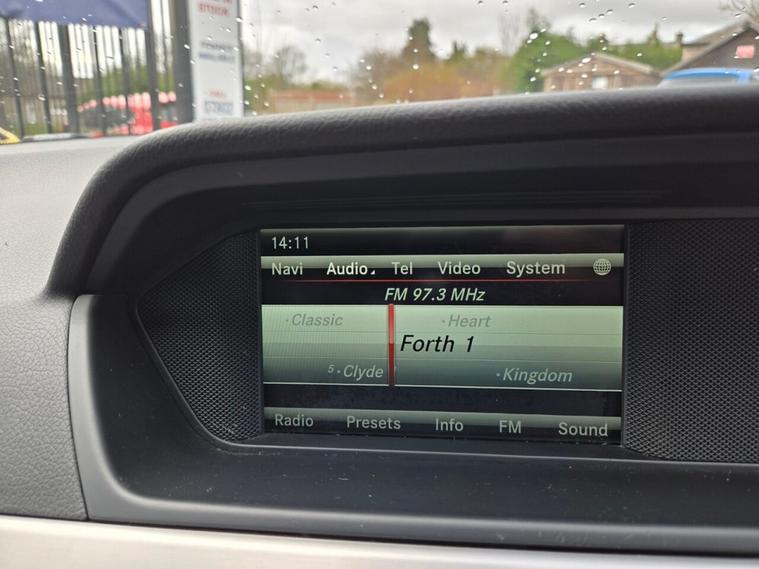 14:11
Navi Audio Tel Video System
FM 97.3 MHz
·Classic ·Heart
Forth 1
5·Clyde ·Kingdom
Radio Presets Info FM Sound